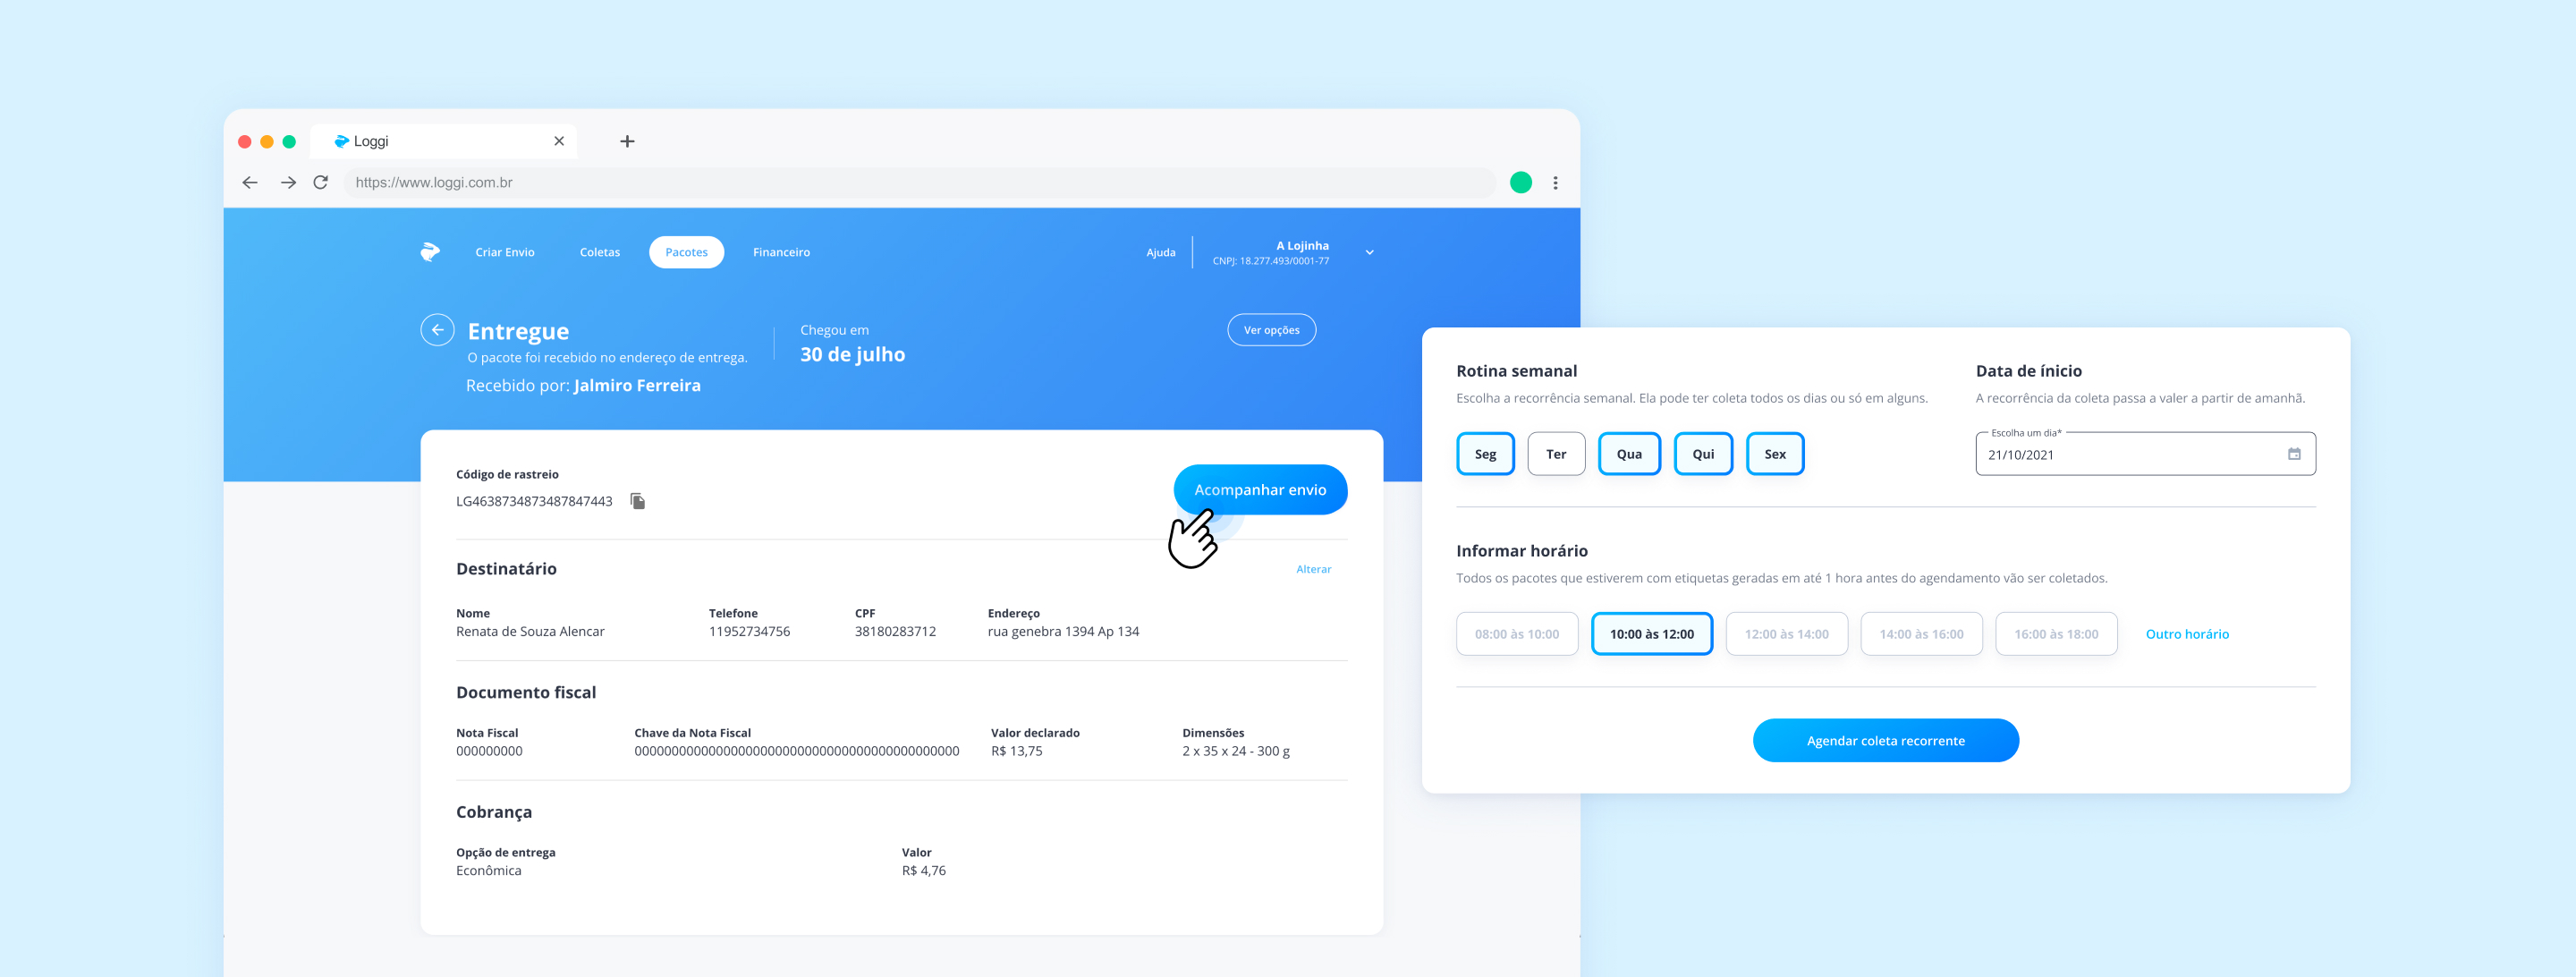 Loggi
https://www.loggi.com.br
Criar Envio Coletas Pacotes Financeiro Ajuda A Lojinha
CNPJ: 18.277.493/0001-77
Entregue
O pacote foi recebido no endereço de entrega.
Recebido por: Jalmiro Ferreira
Chegou em
30 de julho
Ver opções
Código de rastreio
LG4638734873487847443
Acompanhar envio
Destinatário
Alterar
Nome Telefone CPF Endereço
Renata de Souza Alencar 11952734756 38180283712 rua genebra 1394 Ap 134
Documento fiscal
Nota Fiscal Chave da Nota Fiscal Valor declarado Dimensões
000000000 00000000000000000000000000000000000000000000 R$ 13,75 2 x 35 x 24 - 300 g
Cobrança
Opção de entrega Valor
Econômica R$ 4,76
Rotina semanal
Escolha a recorrência semanal. Ela pode ter coleta todos os dias ou só em alguns.
Seg Ter Qua Qui Sex
Data de ínicio
A recorrência da coleta passa a valer a partir de amanhã.
Escolha um dia*
21/10/2021
Informar horário
Todos os pacotes que estiverem com etiquetas geradas em até 1 hora antes do agendamento vão ser coletados.
08:00 às 10:00 10:00 às 12:00 12:00 às 14:00 14:00 às 16:00 16:00 às 18:00 Outro horário
Agendar coleta recorrente